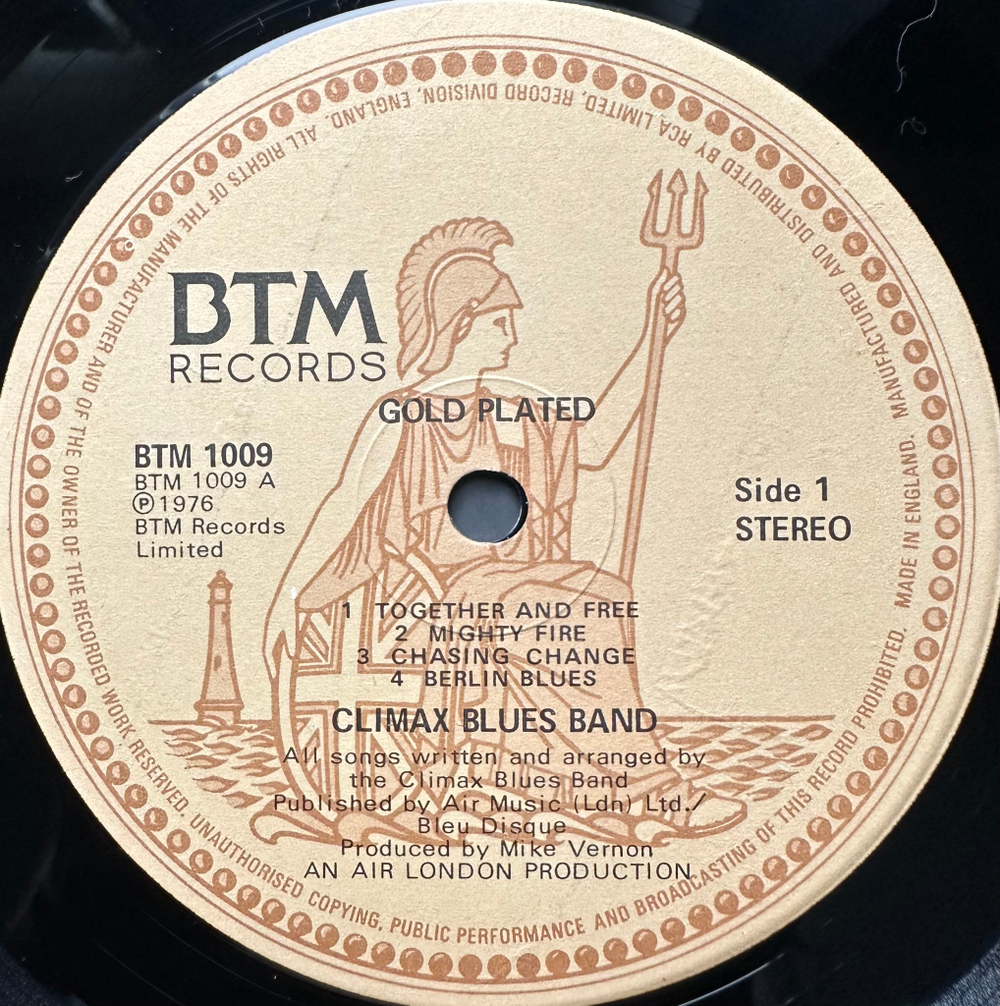 BTM
RECORDS
GOLD PLATED
BTM 1009
BTM 1009 A
Ⓟ 1976
BTM Records
Limited
Side 1
STEREO
1 TOGETHER AND FREE
2 MIGHTY FIRE
3 CHASING CHANGE
4 BERLIN BLUES
CLIMAX BLUES BAND
All songs written and arranged by
the Climax Blues Band
Published by Air Music (Ldn) Ltd./
Bleu Disque
Produced by Mike Vernon
AN AIR LONDON PRODUCTION
MANUFACTURED AND DISTRIBUTED BY RCA LIMITED, RECORD DIVISION, ENGLAND. ALL RIGHTS OF THE MANUFACTURER AND OF THE OWNER OF THE RECORDED WORK RESERVED. UNAUTHORISED COPYING, PUBLIC PERFORMANCE AND BROADCASTING OF THIS RECORD PROHIBITED. MADE IN ENGLAND.